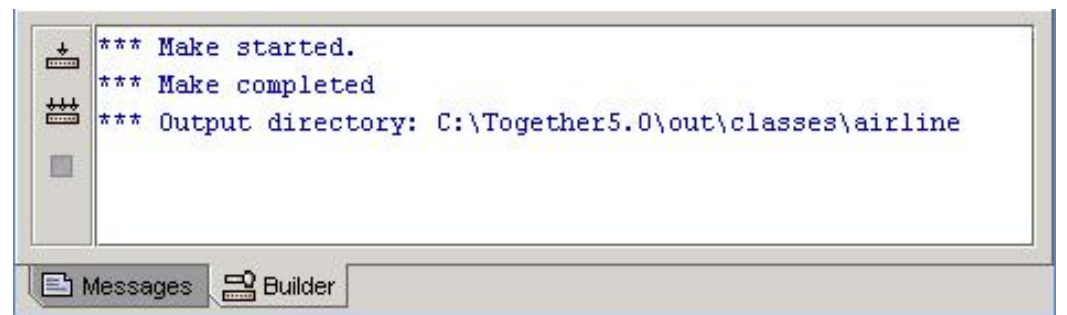 *** Make started.
*** Make completed
*** Output directory: C:\Together5.0\out\classes\airline
Messages
Builder